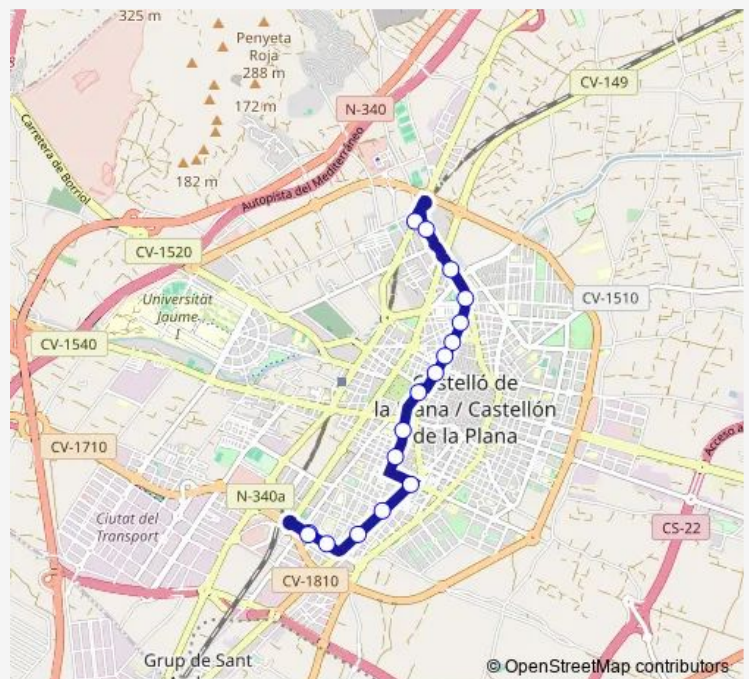 325 m
Penyeta
Roja
288 m
172 m
182 m
N-340
CV-149
Carretera de Borriol
Autopista del Mediterráneo
CV-1520
Universitat
Jaume
I
CV-1510
CV-1540
Castelló de
la Plana / Castellón
de la Plana
CV-1710
Acceso a
N-340a
Ciutat del
Transport
CS-22
CV-1810
Grup de Sant
© OpenStreetMap contributors